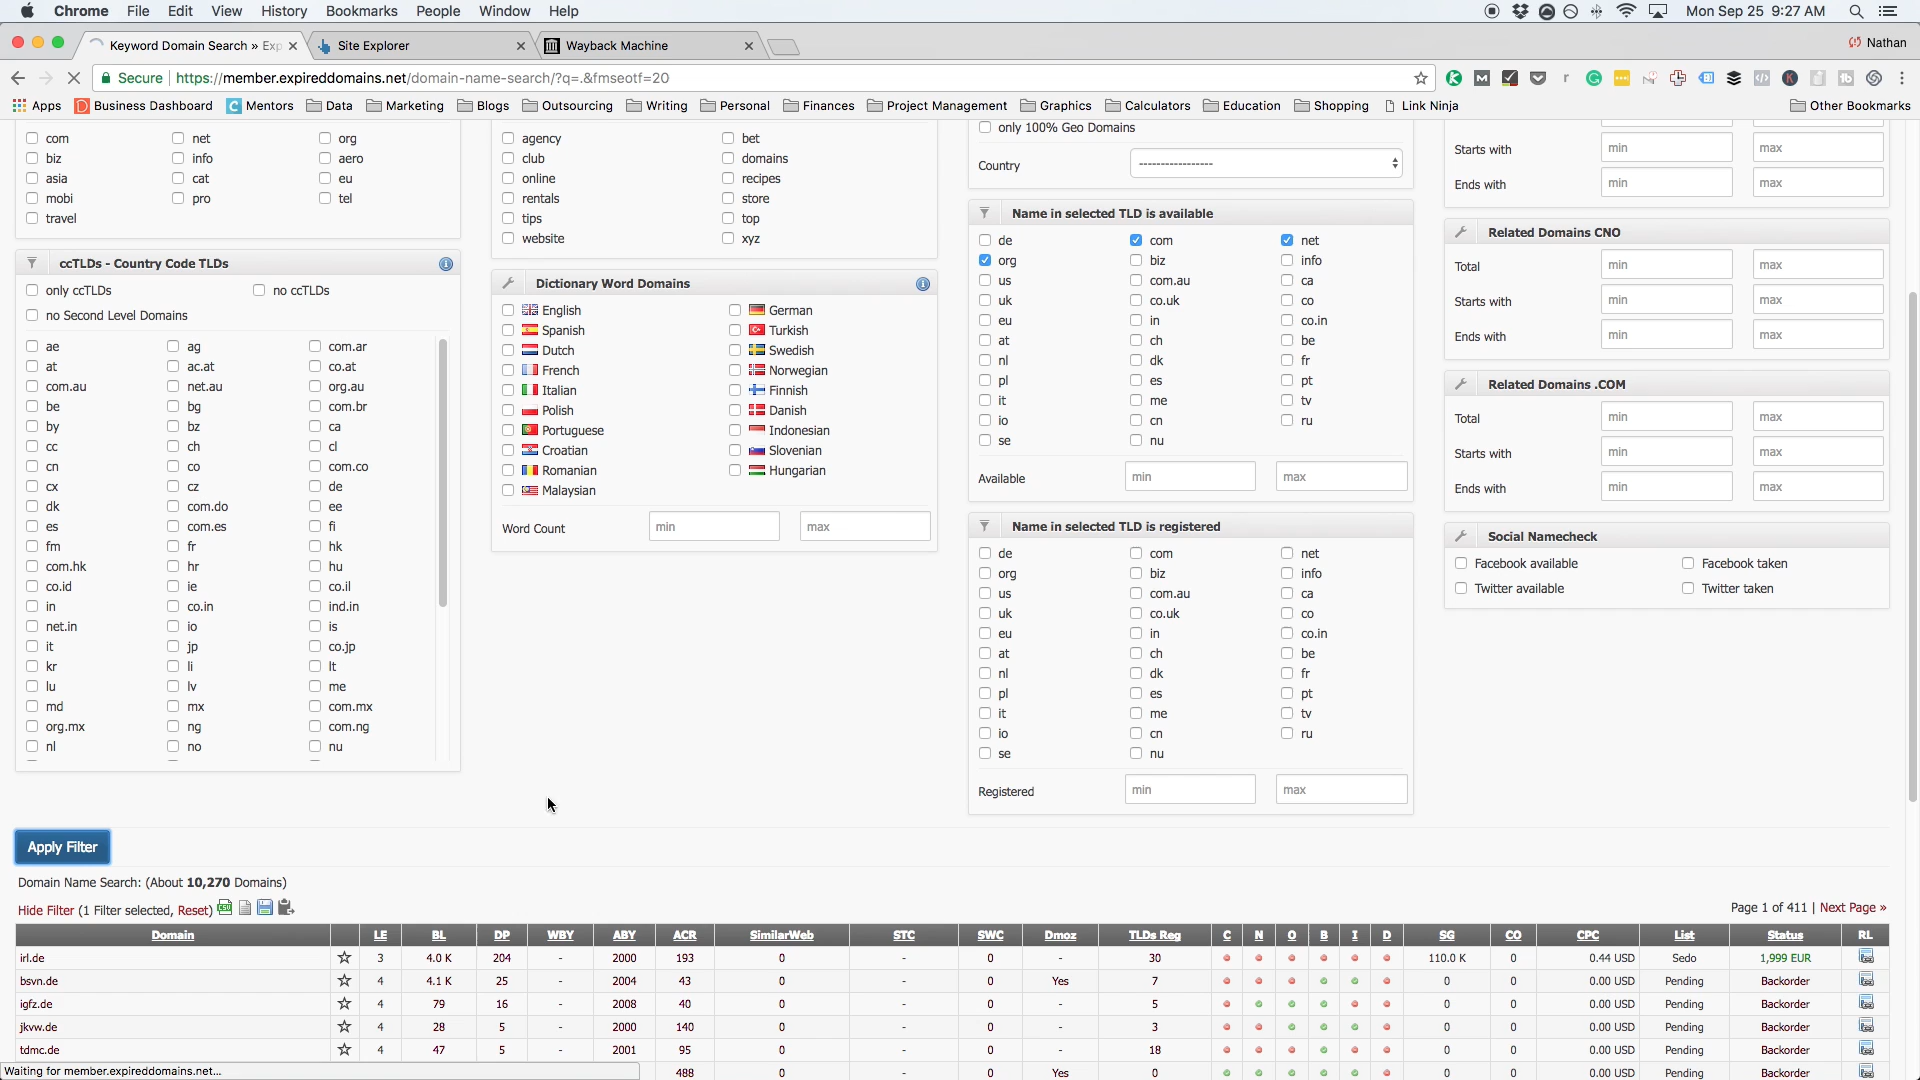 Chrome File Edit View History Bookmarks People Window Help Mon Sep 25 9:27 AM
Keyword Domain Search » Exp Site Explorer Wayback Machine Nathan
Secure https://member.expireddomains.net/domain-name-search/?q=.&fmseotf=20
Apps Business Dashboard Mentors Data Marketing Blogs Outsourcing Writing Personal Finances Project Management Graphics Calculators Education Shopping Link Ninja Other Bookmarks
com net org
biz info aero
asia cat eu
mobi pro tel
travel
ccTLDs - Country Code TLDs
only ccTLDs no ccTLDs
no Second Level Domains
ae ag com.ar
at ac.at co.at
com.au net.au org.au
be bg com.br
by bz ca
cc ch cl
cn co com.co
cx cz de
dk com.do ee
es com.es fi
fm fr hk
com.hk hr hu
co.id ie co.il
in co.in ind.in
net.in io is
it jp co.jp
kr li lt
lu lv me
md mx com.mx
org.mx ng com.ng
nl no nu
agency bet
club domains
online recipes
rentals store
tips top
website xyz
Dictionary Word Domains
English German
Spanish Turkish
Dutch Swedish
French Norwegian
Italian Finnish
Polish Danish
Portuguese Indonesian
Croatian Slovenian
Romanian Hungarian
Malaysian
Word Count min max
only 100% Geo Domains
Country -----------------
Name in selected TLD is available
de com net
org biz info
us com.au ca
uk co.uk co
eu in co.in
at ch be
nl dk fr
pl es pt
it me tv
io cn ru
se nu
Available min max
Name in selected TLD is registered
de com net
org biz info
us com.au ca
uk co.uk co
eu in co.in
at ch be
nl dk fr
pl es pt
it me tv
io cn ru
se nu
Registered min max
Starts with min max
Ends with min max
Related Domains CNO
Total min max
Starts with min max
Ends with min max
Related Domains .COM
Total min max
Starts with min max
Ends with min max
Social Namecheck
Facebook available Facebook taken
Twitter available Twitter taken
Apply Filter
Domain Name Search: (About 10,270 Domains)
Hide Filter (1 Filter selected, Reset) Page 1 of 411 | Next Page »
Domain LE BL DP WBY ABY ACR SimilarWeb STC SWC Dmoz TLDs Reg C N O B I D SG CO CPC List Status RL
irl.de 3 4.0 K 204 - 2000 193 0 - 0 - 30 110.0 K 0 0.44 USD Sedo 1,999 EUR
bsvn.de 4 4.1 K 25 - 2004 43 0 - 0 Yes 7 0 0 0.00 USD Pending Backorder
igfz.de 4 79 16 - 2008 40 0 - 0 - 5 0 0 0.00 USD Pending Backorder
jkvw.de 4 28 5 - 2000 140 0 - 0 - 3 0 0 0.00 USD Pending Backorder
tdmc.de 4 47 5 - 2001 95 0 - 0 - 18 0 0 0.00 USD Pending Backorder
488 0 - 0 Yes 0 0 0 0.00 USD Pending Backorder
Waiting for member.expireddomains.net...